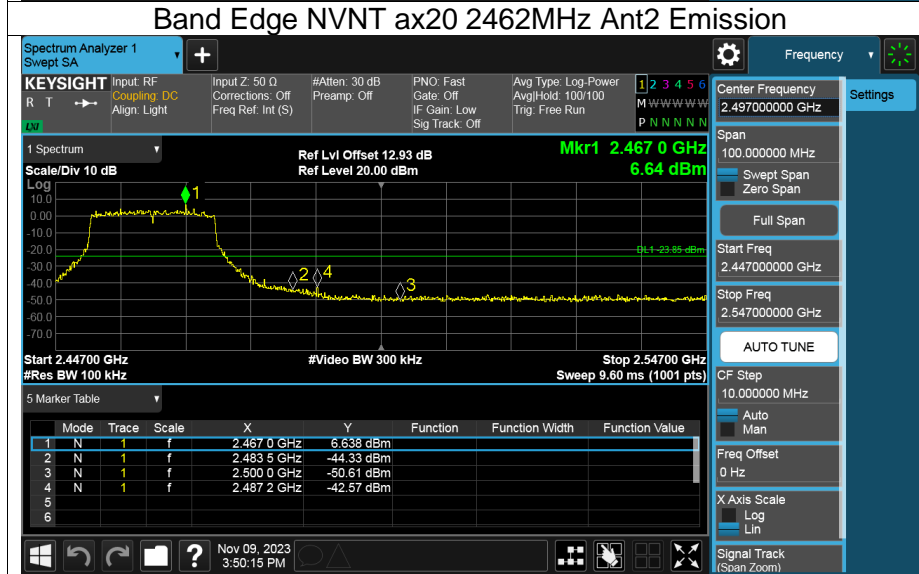 Band Edge NVNT ax20 2462MHz Ant2 Emission
Spectrum Analyzer 1
Swept SA
+
Frequency
KEYSIGHT
R T
LXI
Input: RF
Coupling: DC
Align: Light
Input Z: 50 Ω
Corrections: Off
Freq Ref: Int (S)
#Atten: 30 dB
Preamp: Off
PNO: Fast
Gate: Off
IF Gain: Low
Sig Track: Off
Avg Type: Log-Power
Avg|Hold: 100/100
Trig: Free Run
1 2 3 4 5 6
M W W W W W
P N N N N N
Center Frequency
2.497000000 GHz
Settings
1 Spectrum
Scale/Div 10 dB
Ref Lvl Offset 12.93 dB
Ref Level 20.00 dBm
Mkr1 2.467 0 GHz
6.64 dBm
Span
100.000000 MHz
Swept Span
Zero Span
Full Span
Start Freq
2.447000000 GHz
Stop Freq
2.547000000 GHz
AUTO TUNE
CF Step
10.000000 MHz
Auto
Man
Freq Offset
0 Hz
X Axis Scale
Log
Lin
Signal Track
(Span Zoom)
Log
10.0
0.00
-10.0
-20.0
-30.0
-40.0
-50.0
-60.0
-70.0
1
2
4
3
DL1 -23.85 dBm
Start 2.44700 GHz
#Res BW 100 kHz
#Video BW 300 kHz
Stop 2.54700 GHz
Sweep 9.60 ms (1001 pts)
5 Marker Table
Mode Trace Scale X Y Function Function Width Function Value
1 N 1 f 2.467 0 GHz 6.638 dBm
2 N 1 f 2.483 5 GHz -44.33 dBm
3 N 1 f 2.500 0 GHz -50.61 dBm
4 N 1 f 2.487 2 GHz -42.57 dBm
5
6
?
Nov 09, 2023
3:50:15 PM